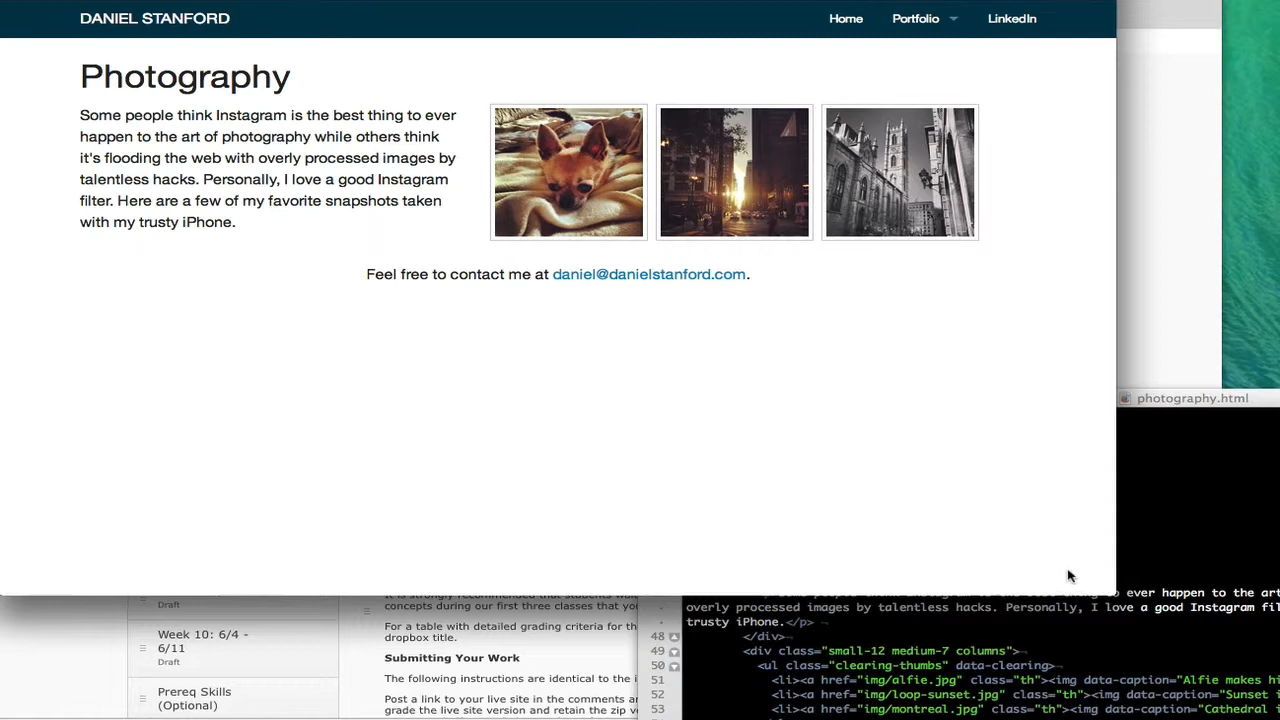 DANIEL STANFORD
Home Portfolio LinkedIn
Photography
Some people think Instagram is the best thing to ever
happen to the art of photography while others think
it's flooding the web with overly processed images by
talentless hacks. Personally, I love a good Instagram
filter. Here are a few of my favorite snapshots taken
with my trusty iPhone.
Feel free to contact me at daniel@danielstanford.com.
photography.html
Draft
Week 10: 6/4 -
6/11
Draft
Prereq Skills
(Optional)
concepts during our first three classes that you
For a table with detailed grading criteria for th
dropbox title.
Submitting Your Work
The following instructions are identical to the i
Post a link to your live site in the comments ar
grade the live site version and retain the zip v
ever happen to the art
overly processed images by talentless hacks. Personally, I love a good Instagram fil
trusty iPhone.</p>
48 </div>
49 <div class="small-12 medium-7 columns">
50 <ul class="clearing-thumbs" data-clearing>
51 <li><a href="img/alfie.jpg" class="th"><img data-caption="Alfie makes hi
52 <li><a href="img/loop-sunset.jpg" class="th"><img data-caption="Sunset i
53 <li><a href="img/montreal.jpg" class="th"><img data-caption="Cathedral i